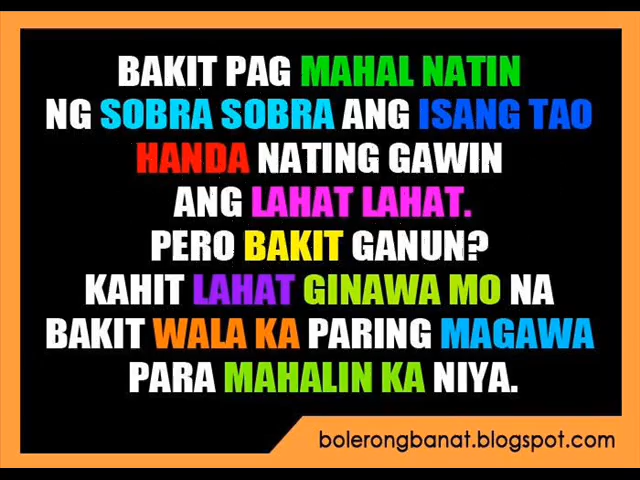 BAKIT PAG MAHAL NATIN
NG SOBRA SOBRA ANG ISANG TAO
HANDA NATING GAWIN
ANG LAHAT LAHAT.
PERO BAKIT GANUN?
KAHIT LAHAT GINAWA MO NA
BAKIT WALA KA PARING MAGAWA
PARA MAHALIN KA NIYA.
bolerongbanat.blogspot.com